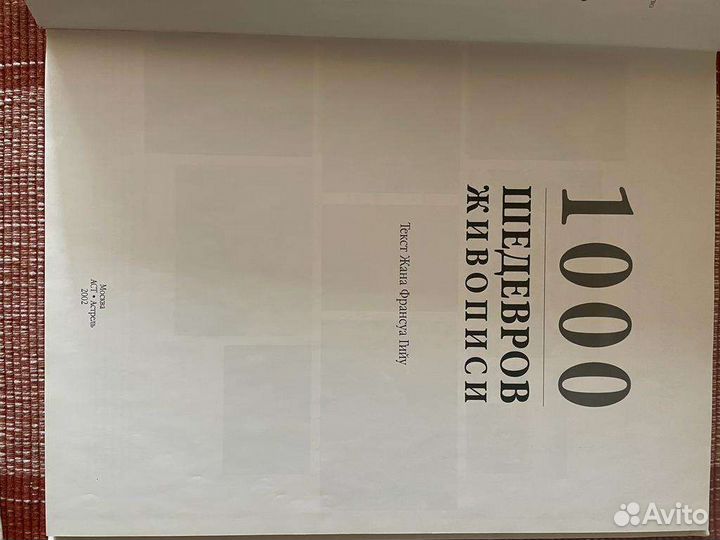 1000
ШЕДЕВРОВ
ЖИВОПИСИ
Текст Жана Франсуа Гийу
Москва
АСТ • Астрель
2002
Avito